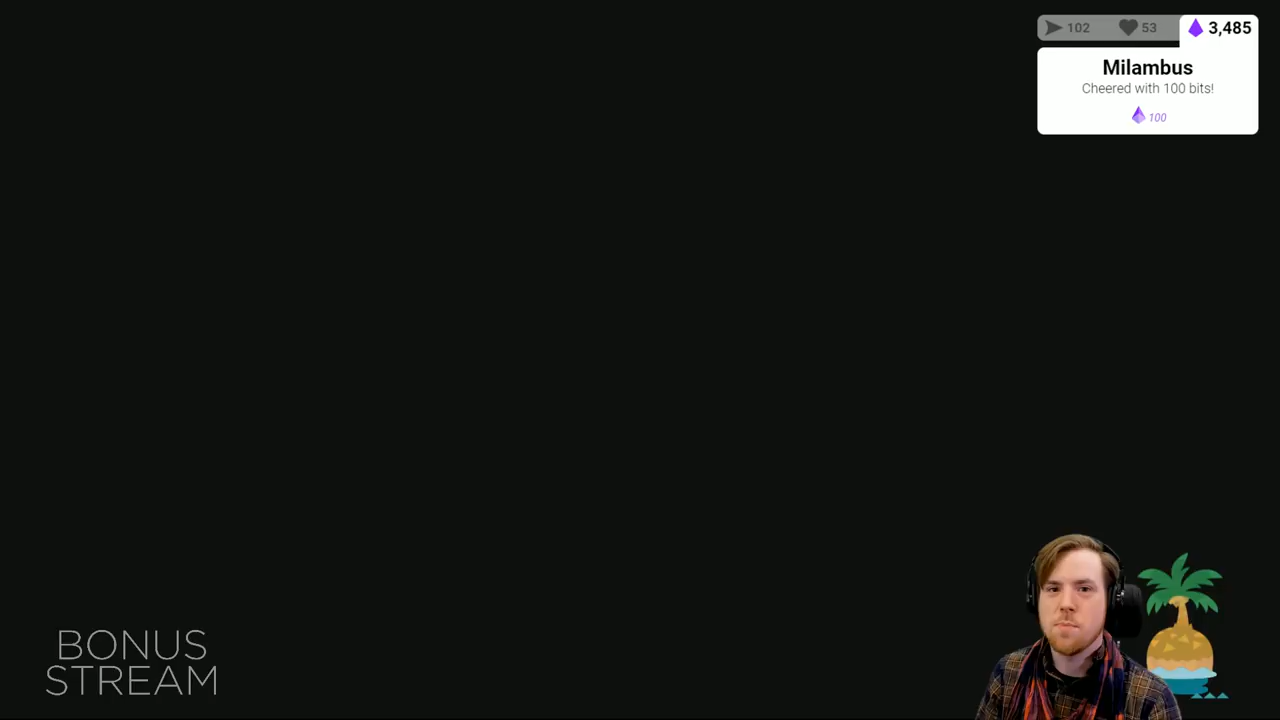 102 53 3,485
Milambus
Cheered with 100 bits!
100
BONUS
STREAM